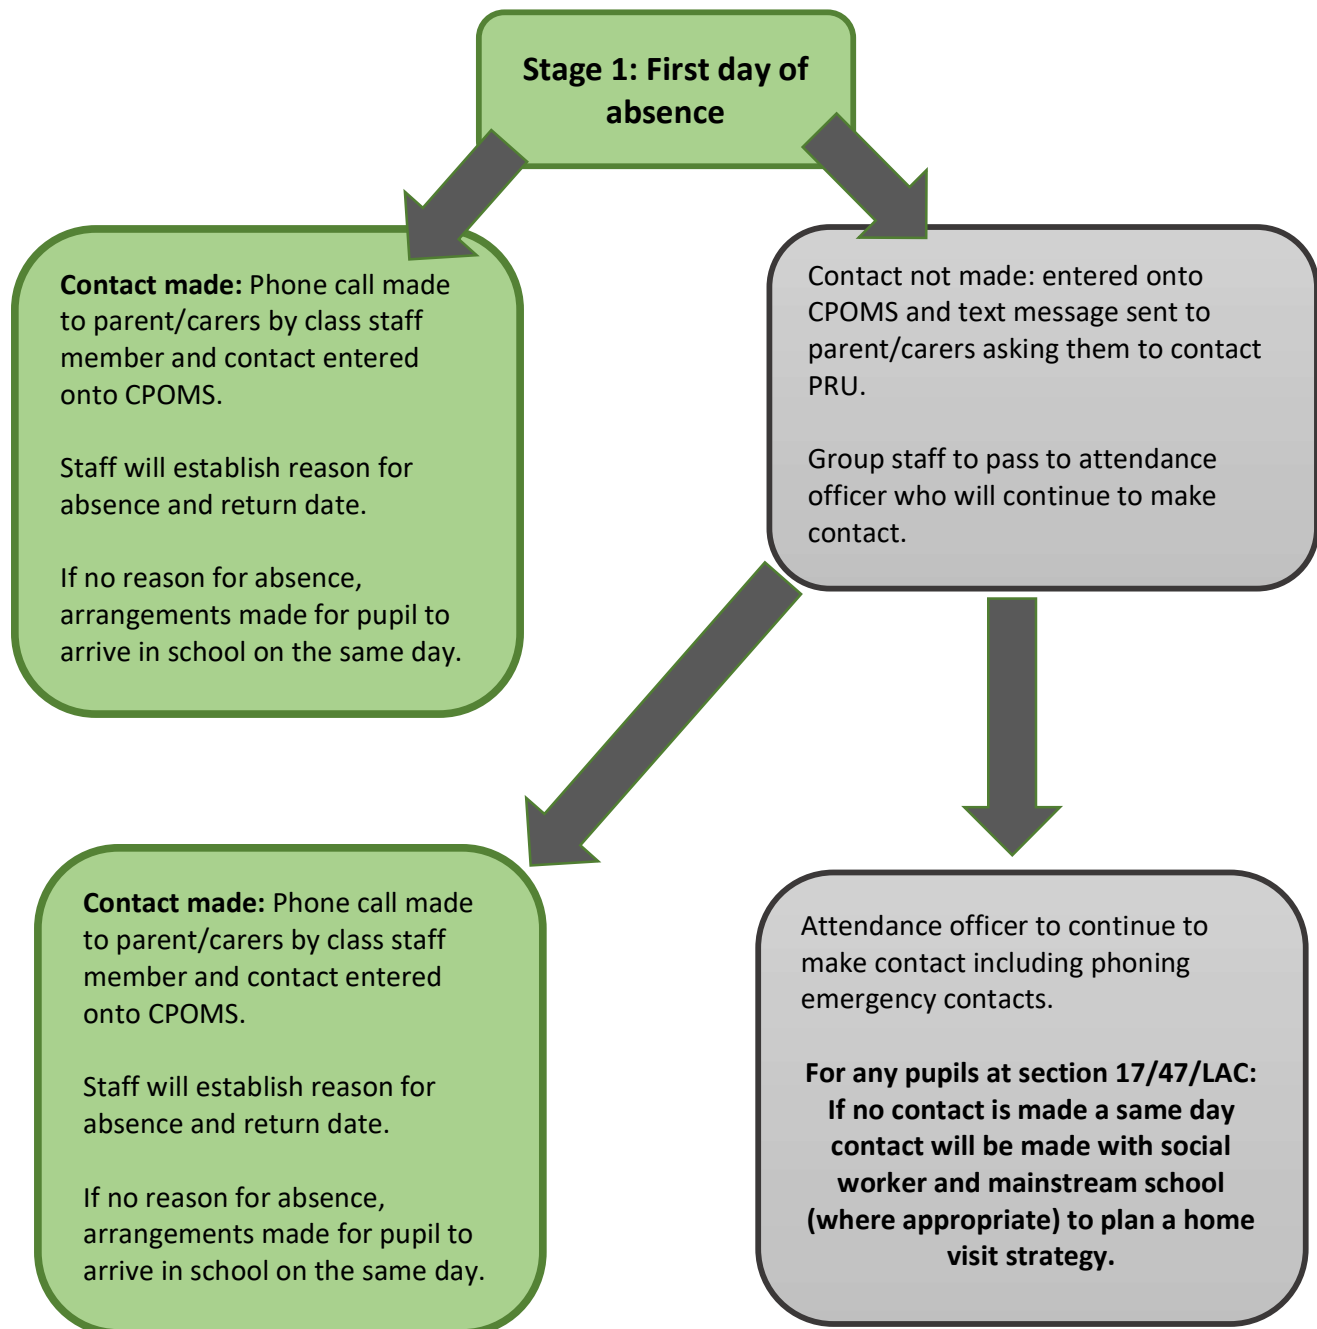 Stage 1: First day of
absence
Contact made: Phone call made
to parent/carers by class staff
member and contact entered
onto CPOMS.
Staff will establish reason for
absence and return date.
If no reason for absence,
arrangements made for pupil to
arrive in school on the same day.
Contact not made: entered onto
CPOMS and text message sent to
parent/carers asking them to contact
PRU.
Group staff to pass to attendance
officer who will continue to make
contact.
Contact made: Phone call made
to parent/carers by class staff
member and contact entered
onto CPOMS.
Staff will establish reason for
absence and return date.
If no reason for absence,
arrangements made for pupil to
arrive in school on the same day.
Attendance officer to continue to
make contact including phoning
emergency contacts.
For any pupils at section 17/47/LAC:
If no contact is made a same day
contact will be made with social
worker and mainstream school
(where appropriate) to plan a home
visit strategy.